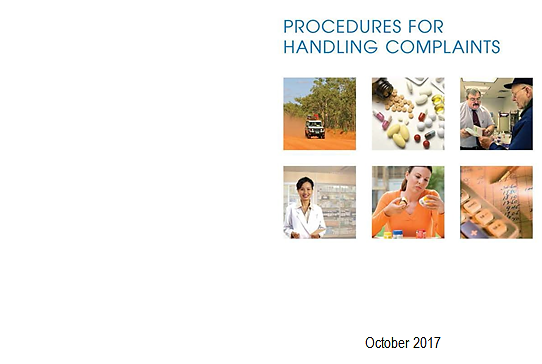 PROCEDURES FOR
HANDLING COMPLAINTS
October 2017